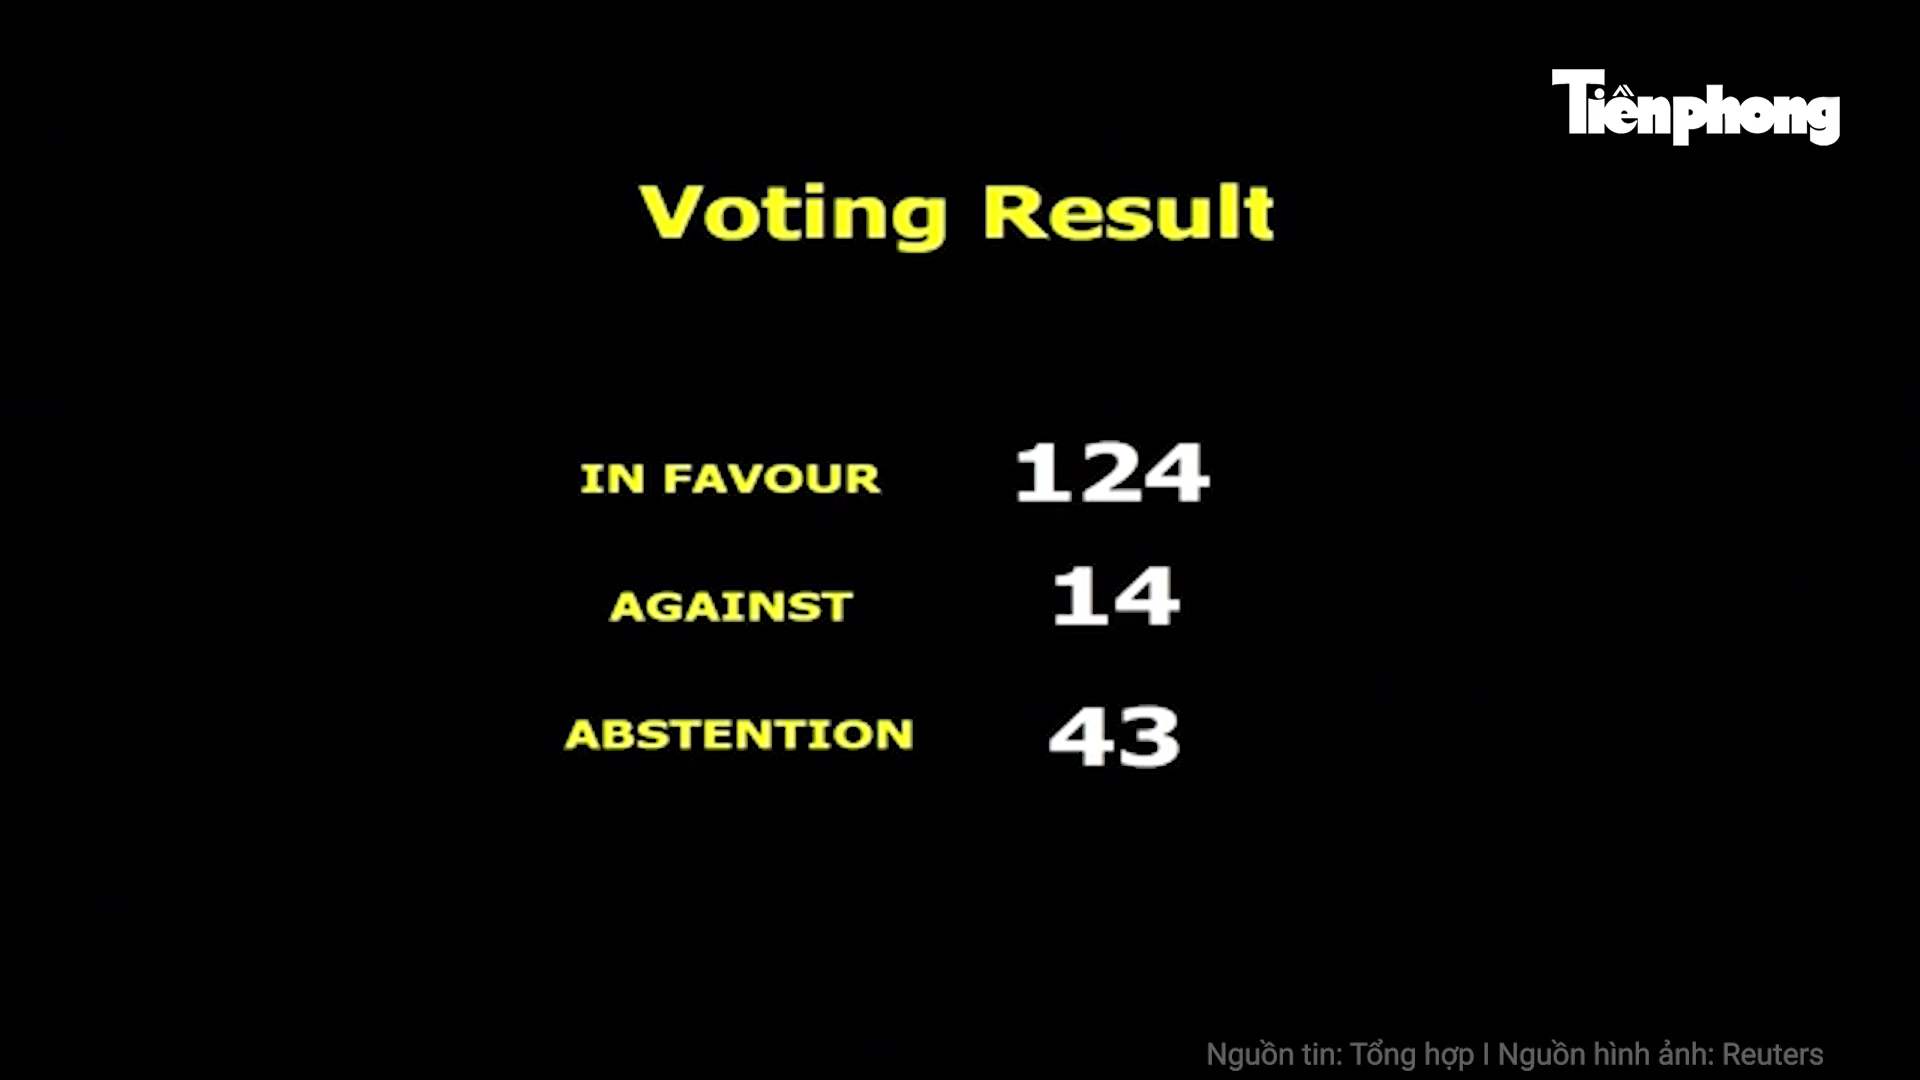 Tiềnphong
Voting Result
IN FAVOUR 124
AGAINST 14
ABSTENTION 43
Nguồn tin: Tổng hợp I Nguồn hình ảnh: Reuters